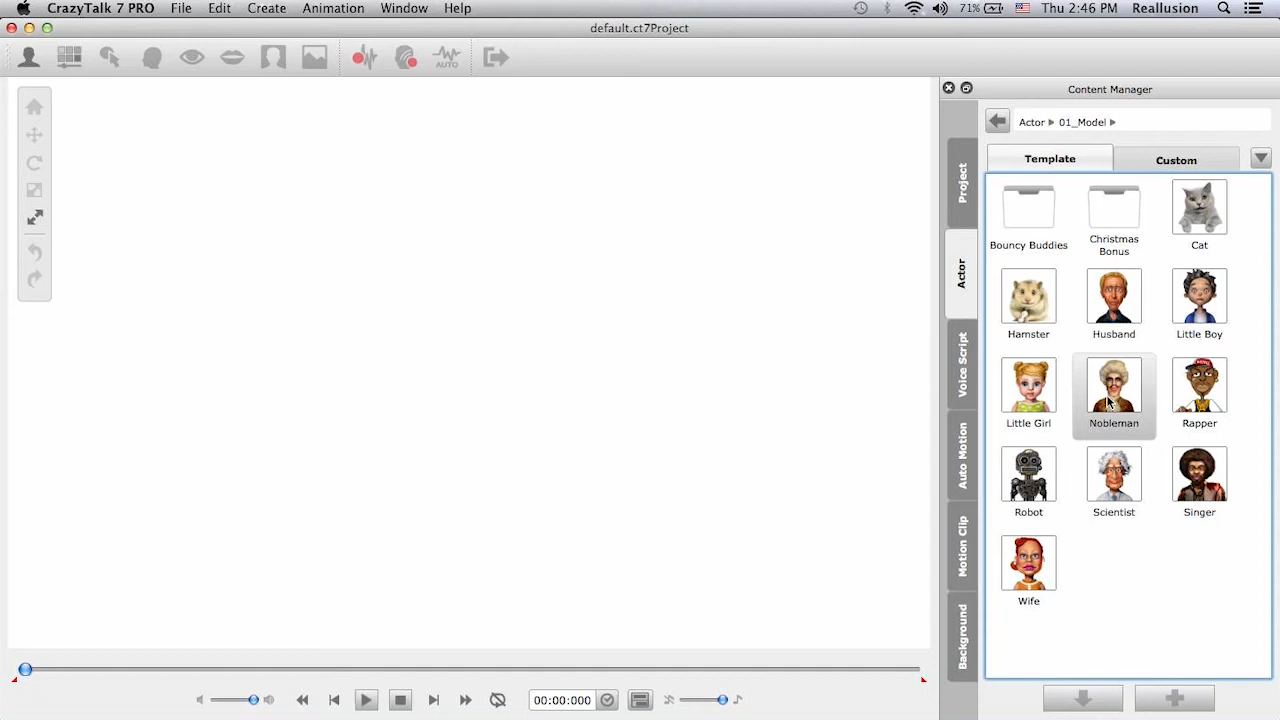 CrazyTalk 7 PRO File Edit Create Animation Window Help 71% Thu 2:46 PM Reallusion
default.ct7Project
AUTO
Content Manager
Actor 01_Model
Template Custom
Project
Actor
Voice Script
Auto Motion
Motion Clip
Background
Bouncy Buddies
Christmas
Bonus
Cat
Hamster
Husband
Little Boy
Little Girl
Nobleman
Rapper
Robot
Scientist
Singer
Wife
00:00:000